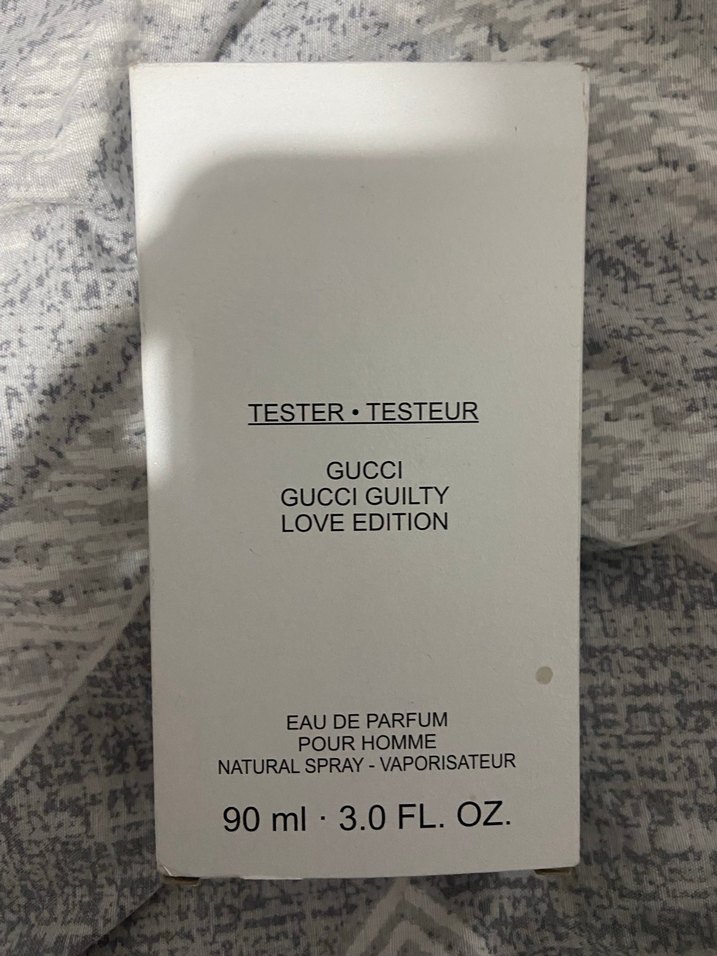 TESTER • TESTEUR
GUCCI
GUCCI GUILTY
LOVE EDITION
EAU DE PARFUM
POUR HOMME
NATURAL SPRAY - VAPORISATEUR
90 ml · 3.0 FL. OZ.